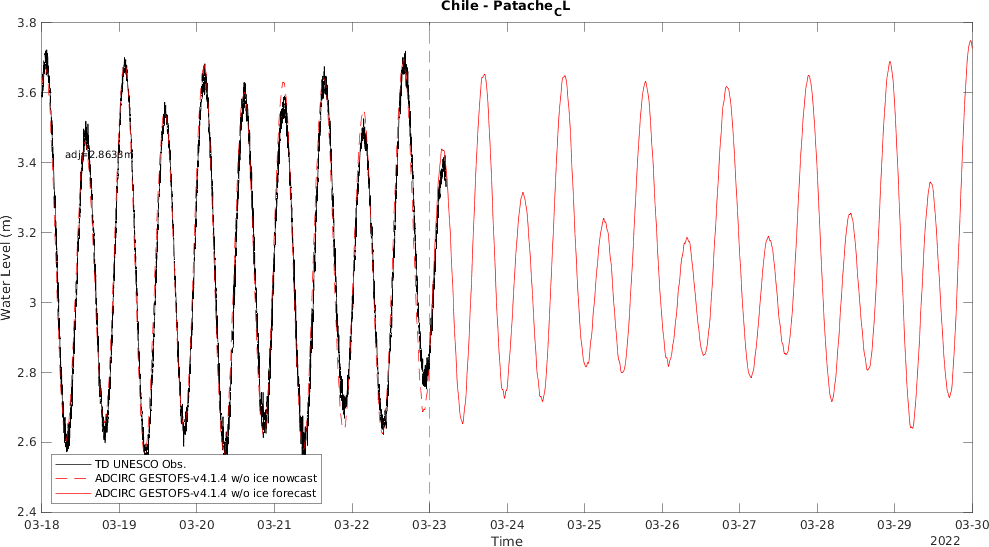 Chile - Patache_CL
3.8
3.6
3.4
3.2
3
2.8
2.6
2.4
Water Level (m)
adj=2.8633m
TD UNESCO Obs.
ADCIRC GESTOFS-v4.1.4 w/o ice nowcast
ADCIRC GESTOFS-v4.1.4 w/o ice forecast
03-18 03-19 03-20 03-21 03-22 03-23 03-24 03-25 03-26 03-27 03-28 03-29 03-30
Time
2022